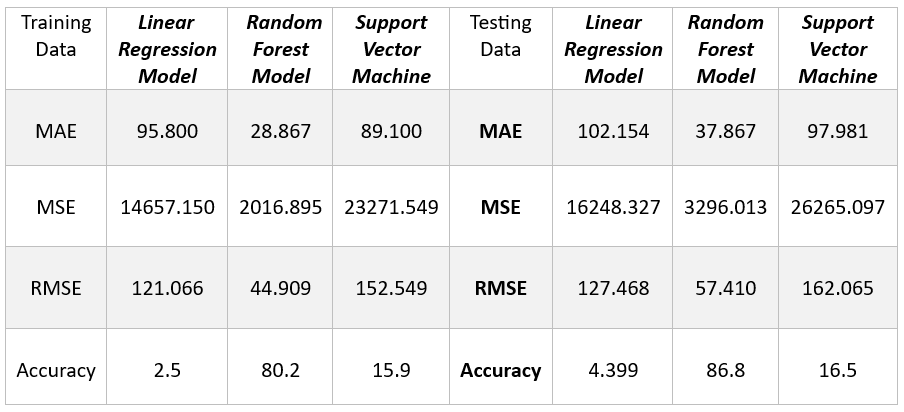 Training Data Linear Regression Model Random Forest Model Support Vector Machine Testing Data Linear Regression Model Random Forest Model Support Vector Machine
MAE 95.800 28.867 89.100 MAE 102.154 37.867 97.981
MSE 14657.150 2016.895 23271.549 MSE 16248.327 3296.013 26265.097
RMSE 121.066 44.909 152.549 RMSE 127.468 57.410 162.065
Accuracy 2.5 80.2 15.9 Accuracy 4.399 86.8 16.5